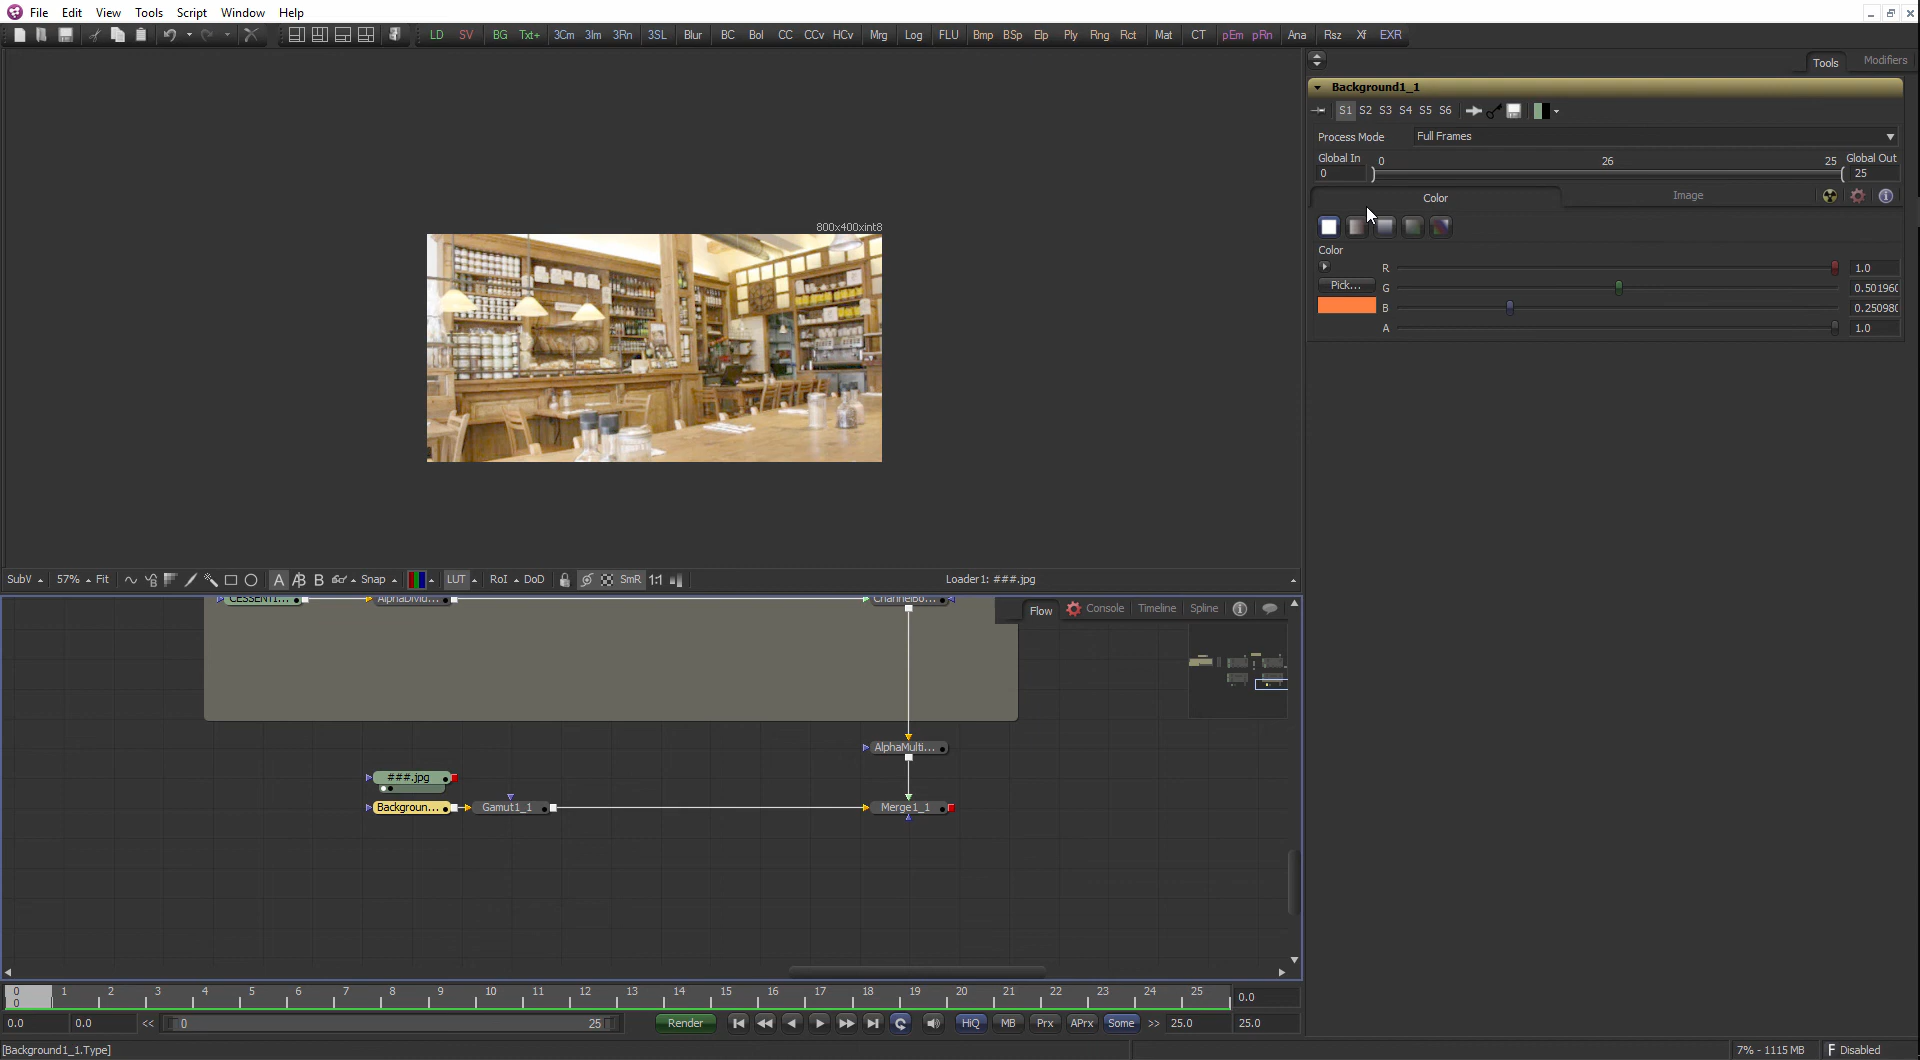 File Edit View Tools Script Window Help
LD SV BG Txt+ 3Cm 3Im 3Rn 3SL Blur BC Bol CC CCv HCv Mrg Log FLU Bmp BSp Elp Ply Rng Rct Mat CT pEm pRn Ana Rsz Xf EXR
Tools Modifiers
Background1_1
S1 S2 S3 S4 S5 S6
Process Mode Full Frames
Global In 0 26 25 Global Out
0 25
Color Image
Color
R 1.0
Pick... G 0.50196
B 0.25098
A 1.0
800x400xint8
SubV 57% Fit A B B Snap LUT RoI DoD SmR 1:1 Loader1: ###.jpg
CESSENTI... AlphaDivid... ChannelBo...
Flow Console Timeline Spline
AlphaMulti...
###.jpg
Backgroun... Gamut1_1 Merge1_1
0 1 2 3 4 5 6 7 8 9 10 11 12 13 14 15 16 17 18 19 20 21 22 23 24 25
0 0.0
0.0 0.0 << 0 25 Render HiQ MB Prx APrx Some >> 25.0 25.0
[Background1_1.Type] 7% - 1115 MB F Disabled